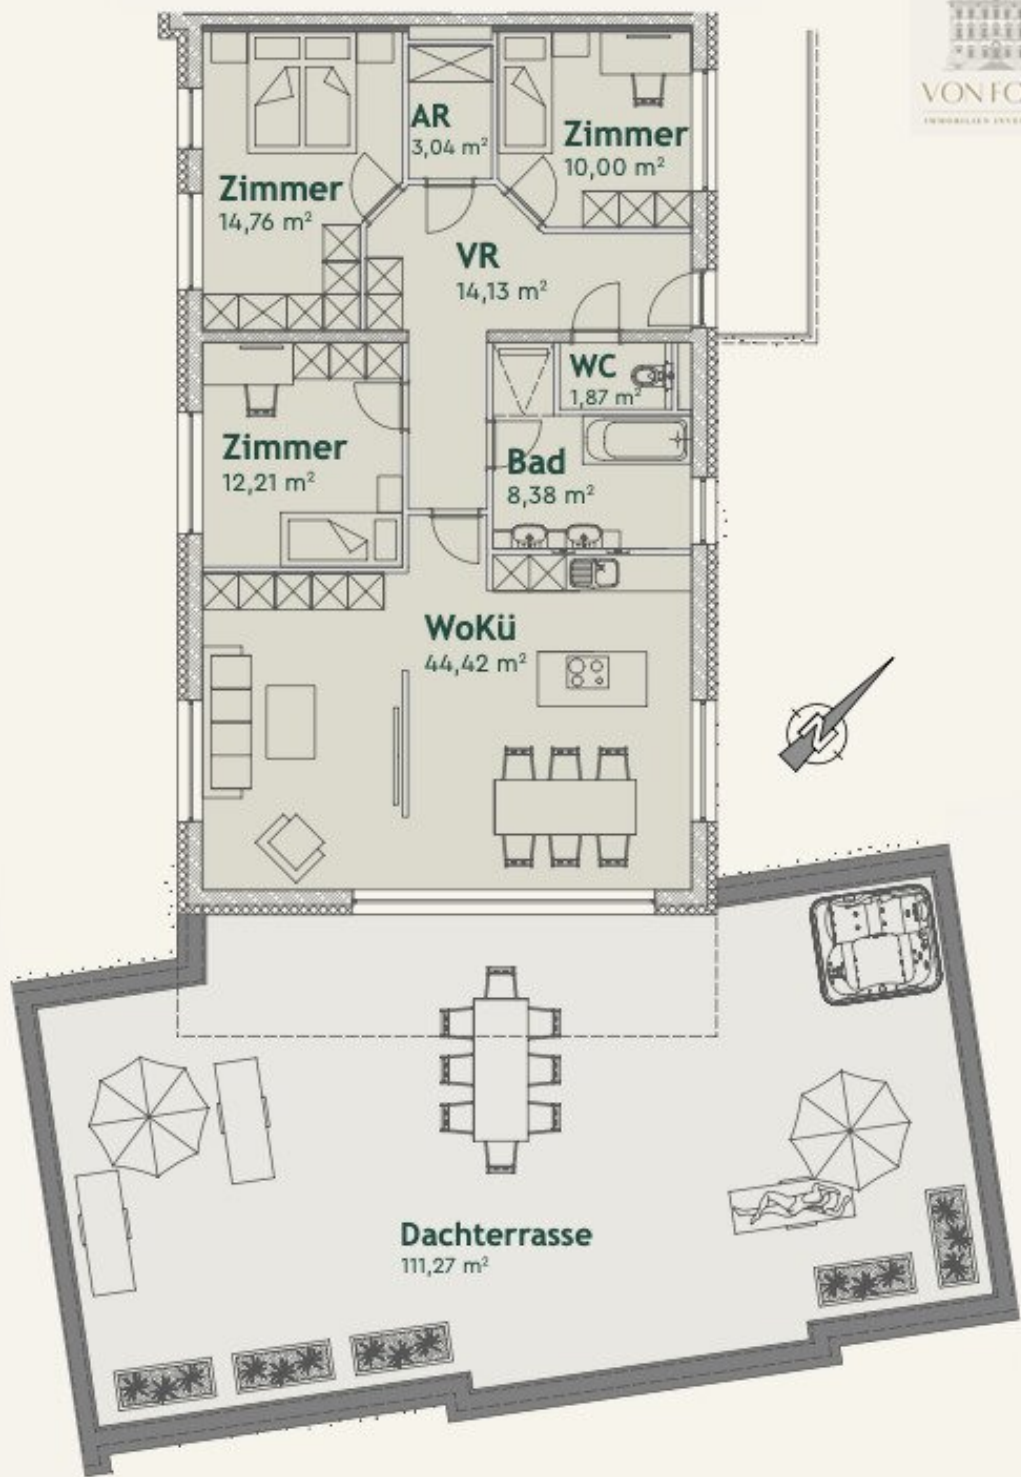 VON FO
IMMOBILIEN INVE
AR
3,04 m²
Zimmer
10,00 m²
Zimmer
14,76 m²
VR
14,13 m²
WC
1,87 m²
Zimmer
12,21 m²
Bad
8,38 m²
WoKü
44,42 m²
N
Dachterrasse
111,27 m²